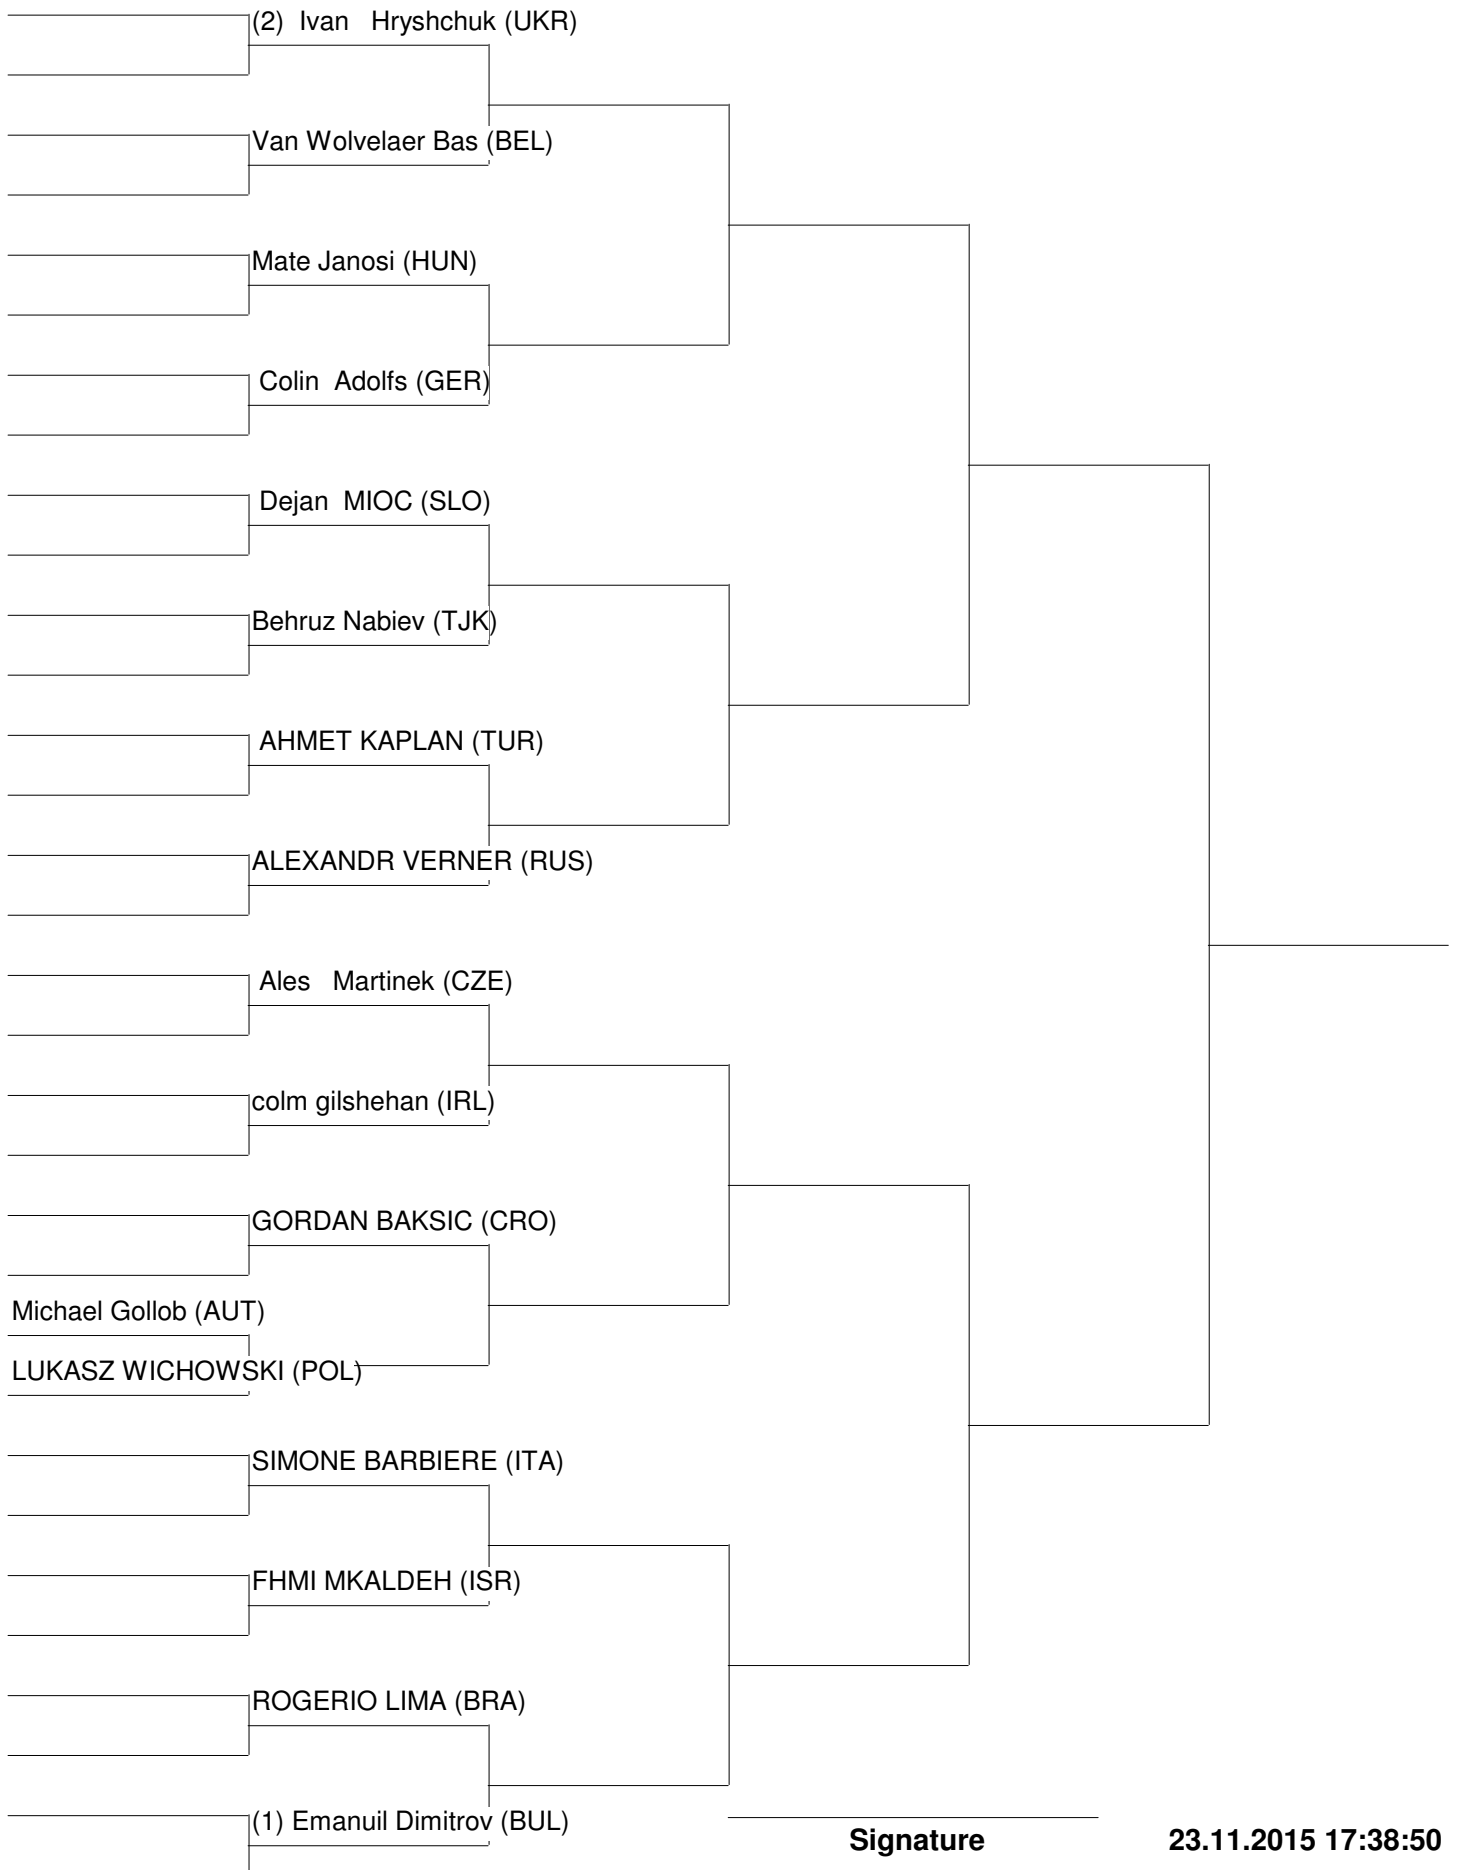 (2) Ivan Hryshchuk (UKR)
Van Wolvelaer Bas (BEL)
Mate Janosi (HUN)
Colin Adolfs (GER)
Dejan MIOC (SLO)
Behruz Nabiev (TJK)
AHMET KAPLAN (TUR)
ALEXANDR VERNER (RUS)
Ales Martinek (CZE)
colm gilshehan (IRL)
GORDAN BAKSIC (CRO)
Michael Gollob (AUT)
LUKASZ WICHOWSKI (POL)
SIMONE BARBIERE (ITA)
FHMI MKALDEH (ISR)
ROGERIO LIMA (BRA)
(1) Emanuil Dimitrov (BUL)
Signature 23.11.2015 17:38:50